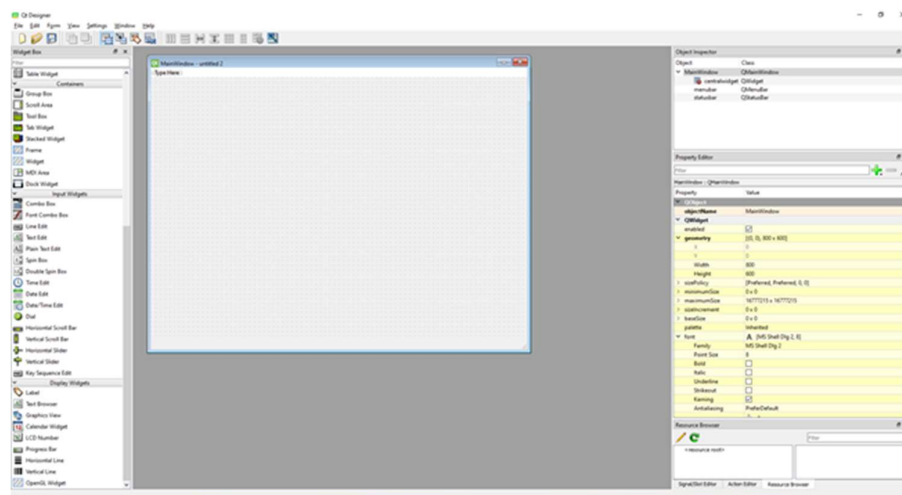 Qt Designer
File Edit Form View Settings Window Help
Widget Box
Filter
Table Widget
Containers
Group Box
Scroll Area
Tool Box
Tab Widget
Stacked Widget
Frame
Widget
MDI Area
Dock Widget
Input Widgets
Combo Box
Font Combo Box
Line Edit
Text Edit
Plain Text Edit
Spin Box
Double Spin Box
Time Edit
Date Edit
Date/Time Edit
Dial
Horizontal Scroll Bar
Vertical Scroll Bar
Horizontal Slider
Vertical Slider
Key Sequence Edit
Display Widgets
Label
Text Browser
Graphics View
Calendar Widget
LCD Number
Progress Bar
Horizontal Line
Vertical Line
OpenGL Widget
MainWindow - untitled 2
Type Here
Object Inspector
Object Class
MainWindow QMainWindow
centralwidget QWidget
menubar QMenuBar
statusbar QStatusBar
Property Editor
Filter
MainWindow : QMainWindow
Property Value
QObject
objectName MainWindow
QWidget
enabled
geometry [(0, 0), 800 x 600]
X 0
Y 0
Width 800
Height 600
sizePolicy [Preferred, Preferred, 0, 0]
minimumSize 0 x 0
maximumSize 16777215 x 16777215
sizeIncrement 0 x 0
baseSize 0 x 0
palette Inherited
font A [MS Shell Dlg 2, 8]
Family MS Shell Dlg 2
Point Size 8
Bold
Italic
Underline
Strikeout
Kerning
Antialiasing PreferDefault
Resource Browser
Filter
<resource root>
Signal/Slot Editor Action Editor Resource Browser